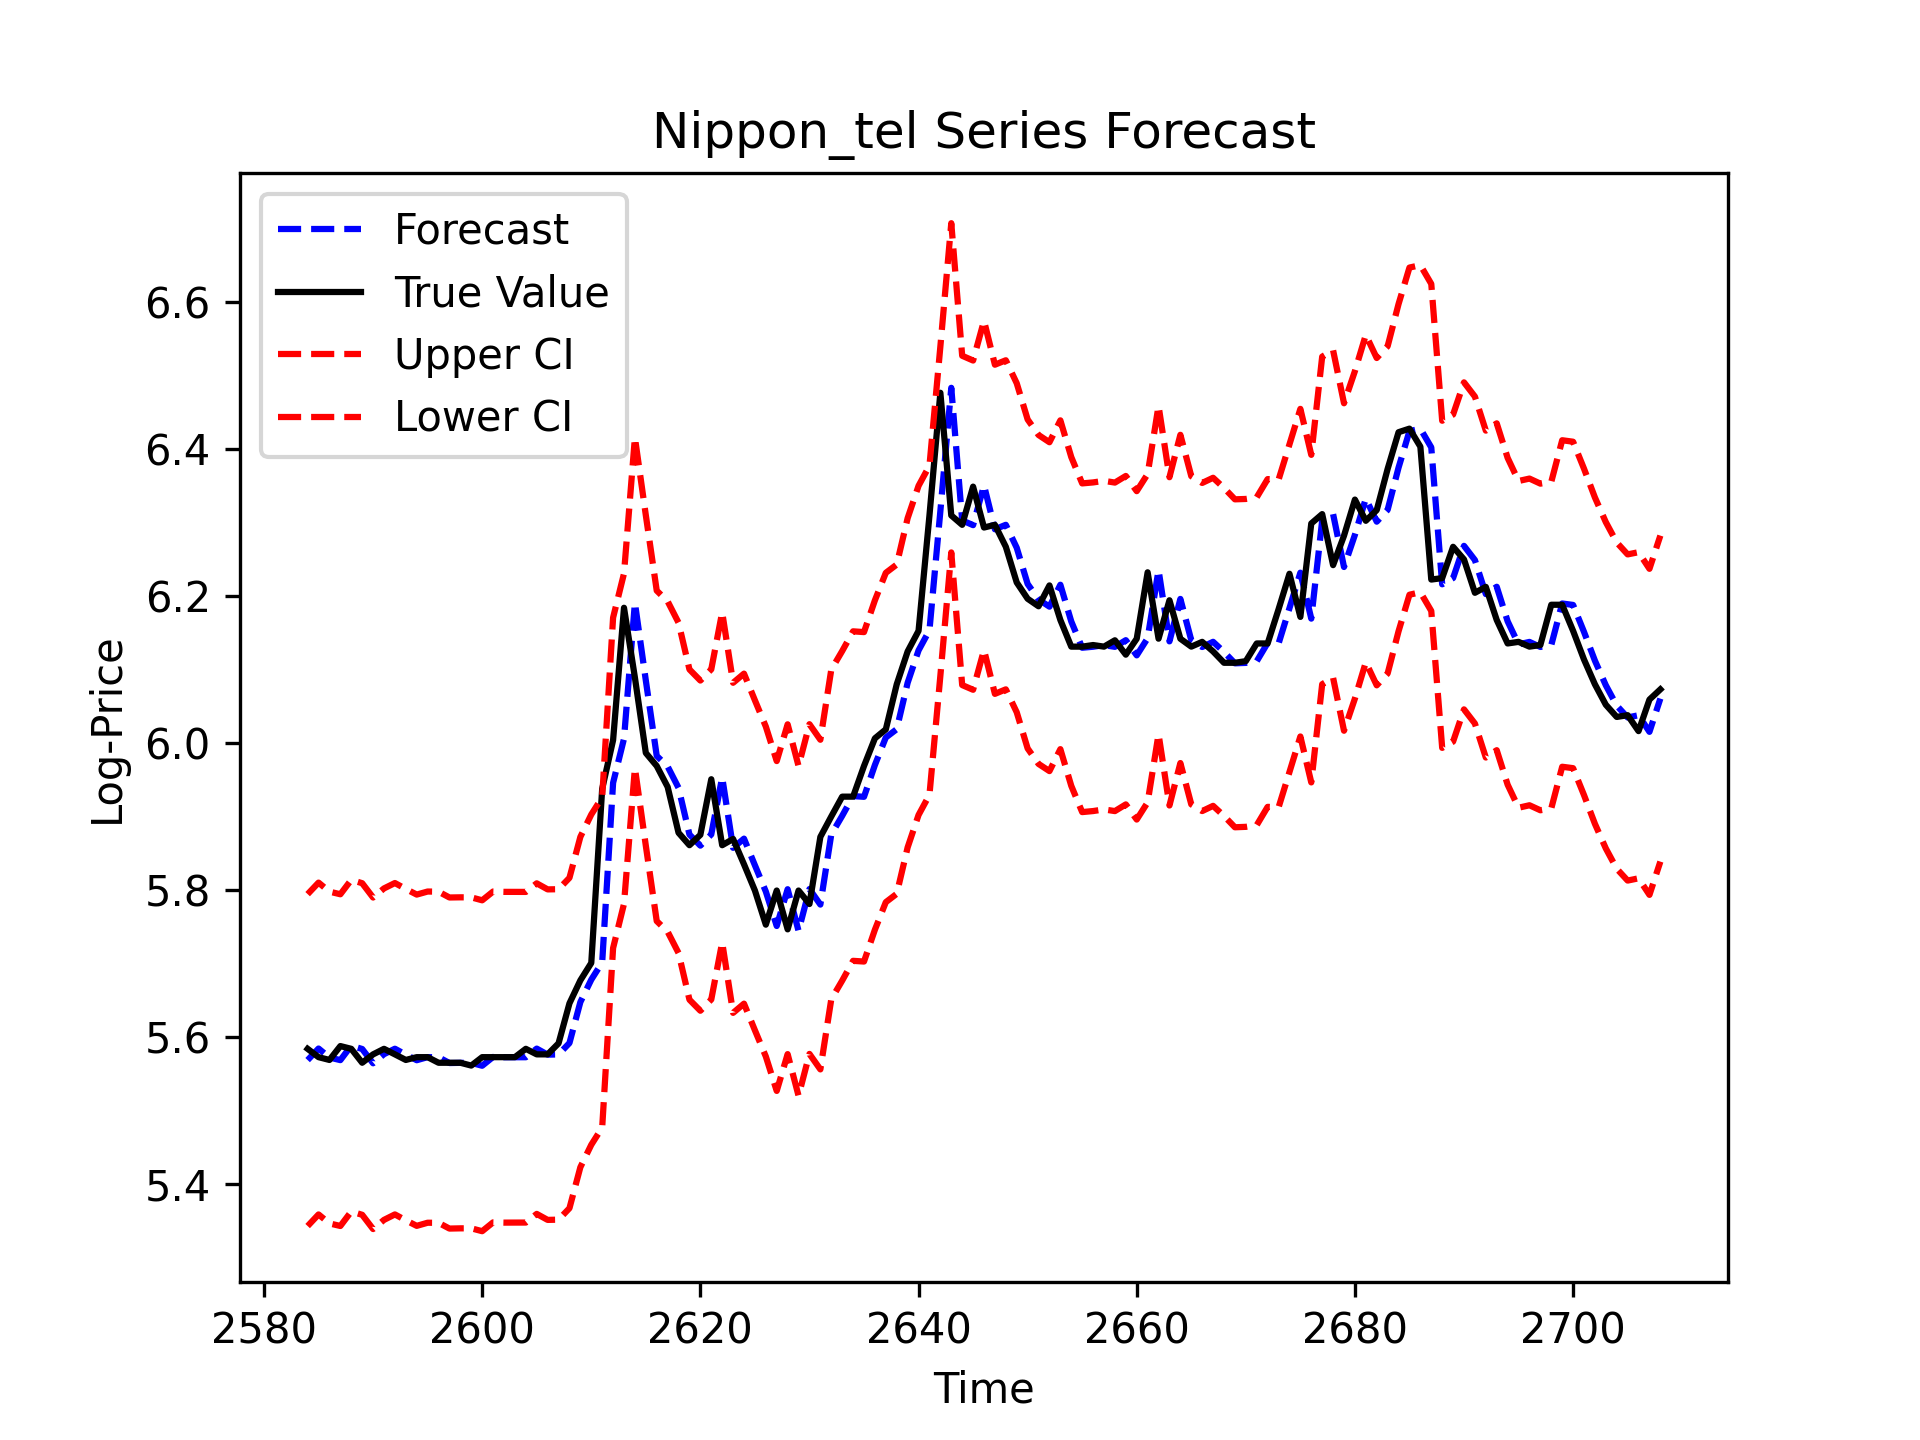 Nippon_tel Series Forecast
Forecast
True Value
Upper CI
Lower CI
6.6
6.4
6.2
6.0
5.8
5.6
5.4
Log-Price
2580 2600 2620 2640 2660 2680 2700
Time